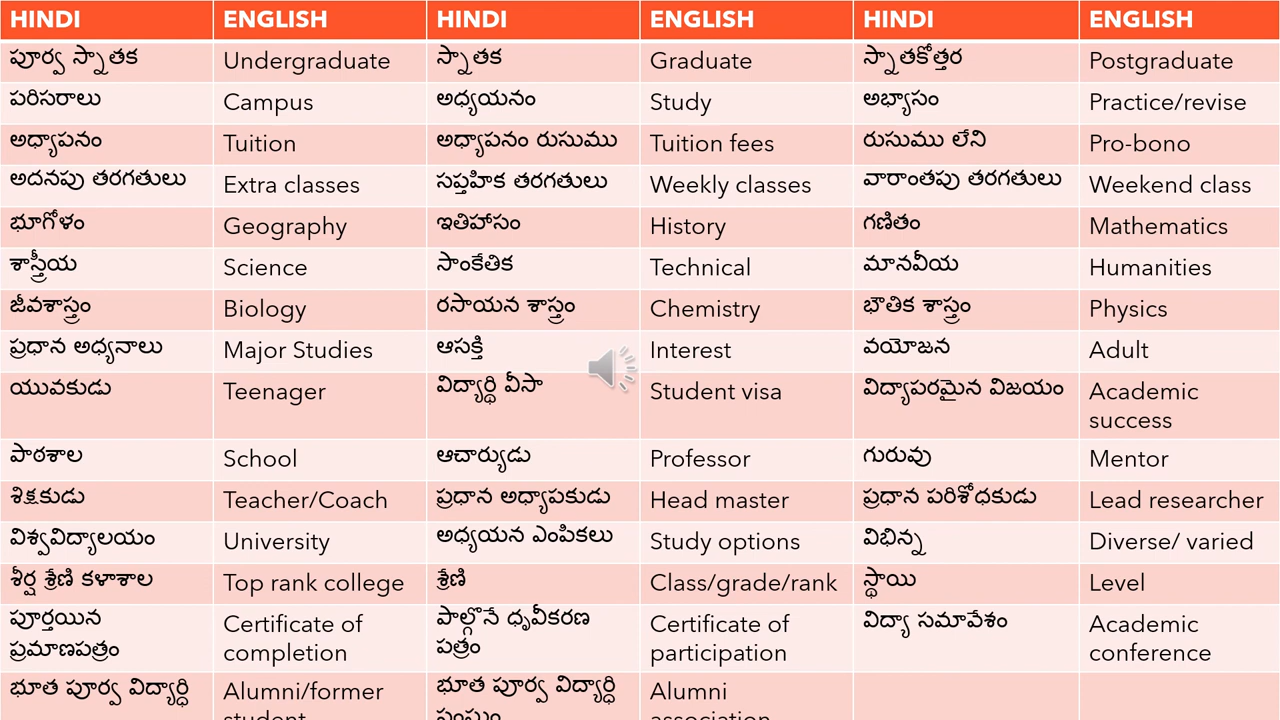 HINDI ENGLISH HINDI ENGLISH HINDI ENGLISH
పూర్వ స్నాతక Undergraduate స్నాతక Graduate స్నాతకోత్తర Postgraduate
పరిసరాలు Campus అధ్యయనం Study అభ్యాసం Practice/revise
అధ్యాపనం Tuition అధ్యాపనం రుసుము Tuition fees రుసుము లేని Pro-bono
అదనపు తరగతులు Extra classes సప్తహిక తరగతులు Weekly classes వారాంతపు తరగతులు Weekend class
భూగోళం Geography ఇతిహాసం History గణితం Mathematics
శాస్త్రీయ Science సాంకేతిక Technical మానవీయ Humanities
జీవశాస్త్రం Biology రసాయన శాస్త్రం Chemistry భౌతిక శాస్త్రం Physics
ప్రధాన అధ్యనాలు Major Studies ఆసక్తి Interest వయోజన Adult
యువకుడు Teenager విద్యార్ధి వీసా Student visa విద్యాపరమైన విజయం Academic
success
పాఠశాల School ఆచార్యుడు Professor గురువు Mentor
శిక్షకుడు Teacher/Coach ప్రధాన అధ్యాపకుడు Head master ప్రధాన పరిశోధకుడు Lead researcher
విశ్వవిద్యాలయం University అధ్యయన ఎంపికలు Study options విభిన్న Diverse/ varied
శీర్ష శ్రేణి కళాశాల Top rank college శ్రేణి Class/grade/rank స్థాయి Level
పూర్తయిన Certificate of పాల్గొనే ధృవీకరణ Certificate of విద్యా సమావేశం Academic
ప్రమాణపత్రం completion పత్రం participation conference
భూత పూర్వ విద్యార్ధి Alumni/former భూత పూర్వ విద్యార్ధి Alumni
student సంఘం association